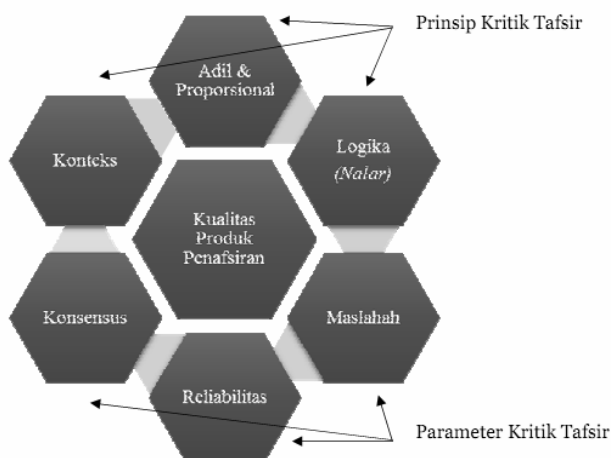 Prinsip Kritik Tafsir
Adil &
Proporsional
Konteks
Logika
(Nalar)
Kualitas
Produk
Penafsiran
Konsensus
Maslahah
Reliabilitas
Parameter Kritik Tafsir